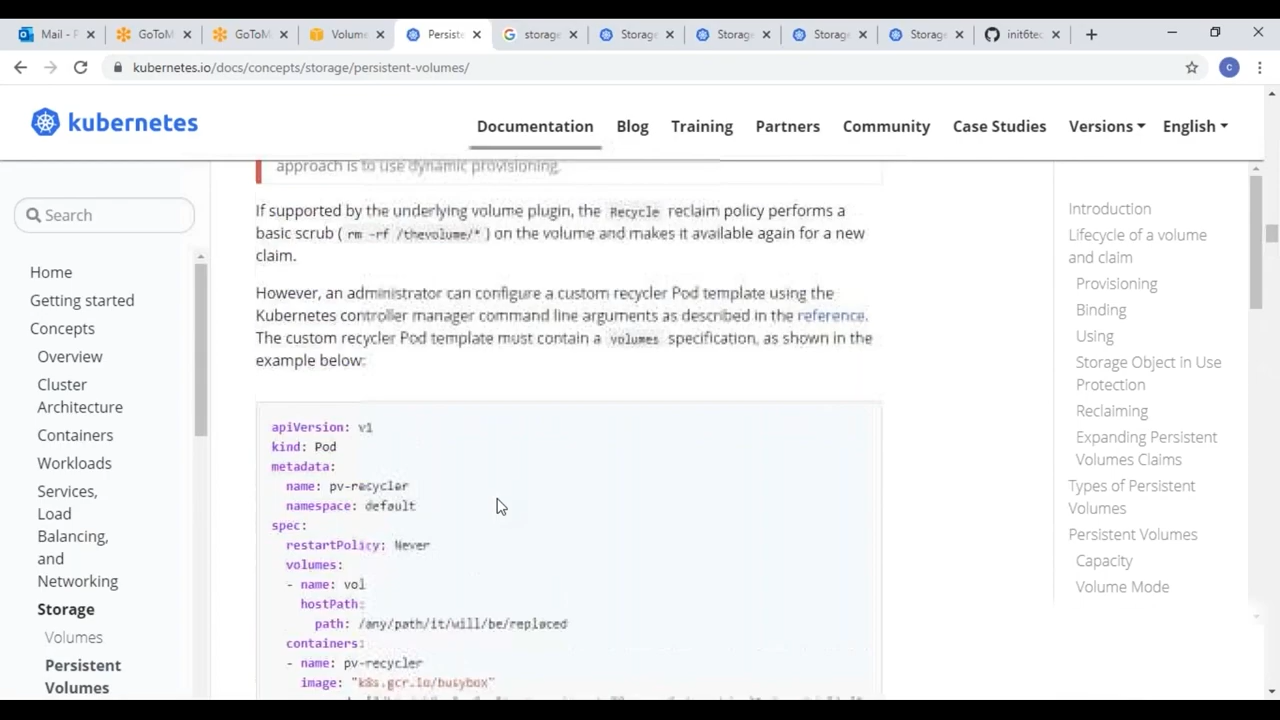 Mail - F
GoToM
GoToM
Volume
Persiste
storage
Storage
Storage
Storage
Storage
init6tec
kubernetes.io/docs/concepts/storage/persistent-volumes/
C
kubernetes
Documentation
Blog
Training
Partners
Community
Case Studies
Versions
English
Search
Home
Getting started
Concepts
Overview
Cluster
Architecture
Containers
Workloads
Services,
Load
Balancing,
and
Networking
Storage
Volumes
Persistent
Volumes
approach is to use dynamic provisioning.
If supported by the underlying volume plugin, the Recycle reclaim policy performs a
basic scrub ( rm -rf /thevolume/* ) on the volume and makes it available again for a new
claim.
However, an administrator can configure a custom recycler Pod template using the
Kubernetes controller manager command line arguments as described in the reference.
The custom recycler Pod template must contain a volumes specification, as shown in the
example below:
apiVersion: v1
kind: Pod
metadata:
name: pv-recycler
namespace: default
spec:
restartPolicy: Never
volumes:
- name: vol
hostPath:
path: /any/path/it/will/be/replaced
containers:
- name: pv-recycler
image: "k8s.gcr.io/busybox"
Introduction
Lifecycle of a volume
and claim
Provisioning
Binding
Using
Storage Object in Use
Protection
Reclaiming
Expanding Persistent
Volumes Claims
Types of Persistent
Volumes
Persistent Volumes
Capacity
Volume Mode